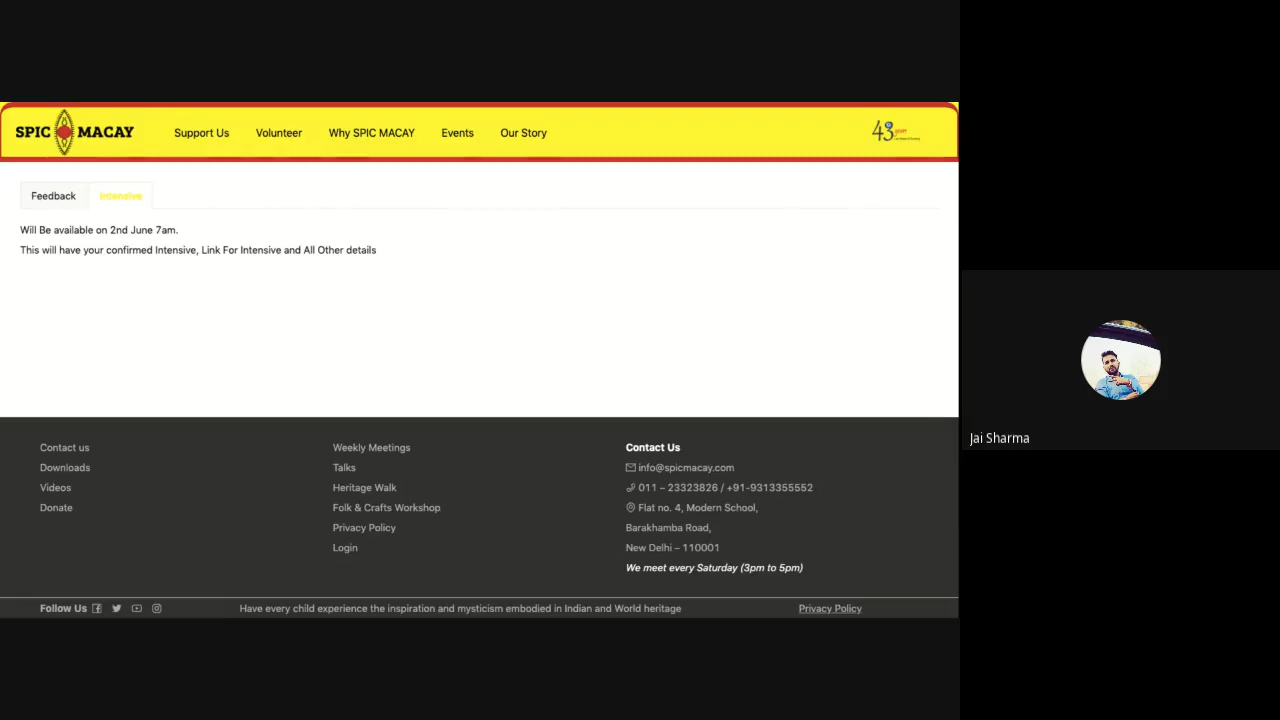 SPIC MACAY
Support Us
Volunteer
Why SPIC MACAY
Events
Our Story
43
Feedback
Intensive
Will Be available on 2nd June 7am.
This will have your confirmed Intensive, Link For Intensive and All Other details
Contact us
Downloads
Videos
Donate
Weekly Meetings
Talks
Heritage Walk
Folk & Crafts Workshop
Privacy Policy
Login
Contact Us
info@spicmacay.com
011 – 23323826 / +91-9313355552
Flat no. 4, Modern School,
Barakhamba Road,
New Delhi – 110001
We meet every Saturday (3pm to 5pm)
Follow Us
Have every child experience the inspiration and mysticism embodied in Indian and World heritage
Privacy Policy
Jai Sharma